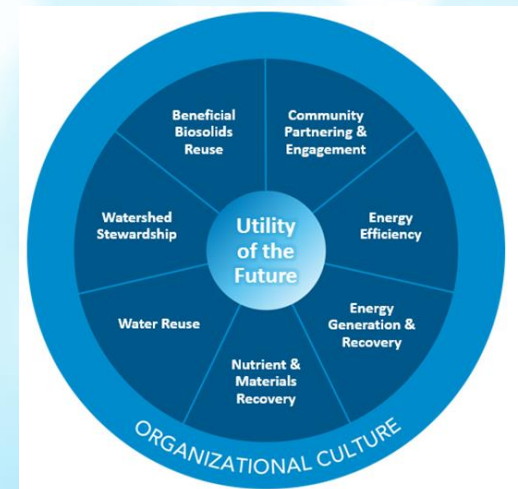 Beneficial
Biosolids
Reuse
Community
Partnering &
Engagement
Watershed
Stewardship
Utility
of the
Future
Energy
Efficiency
Water Reuse
Energy
Generation &
Recovery
Nutrient &
Materials
Recovery
ORGANIZATIONAL CULTURE